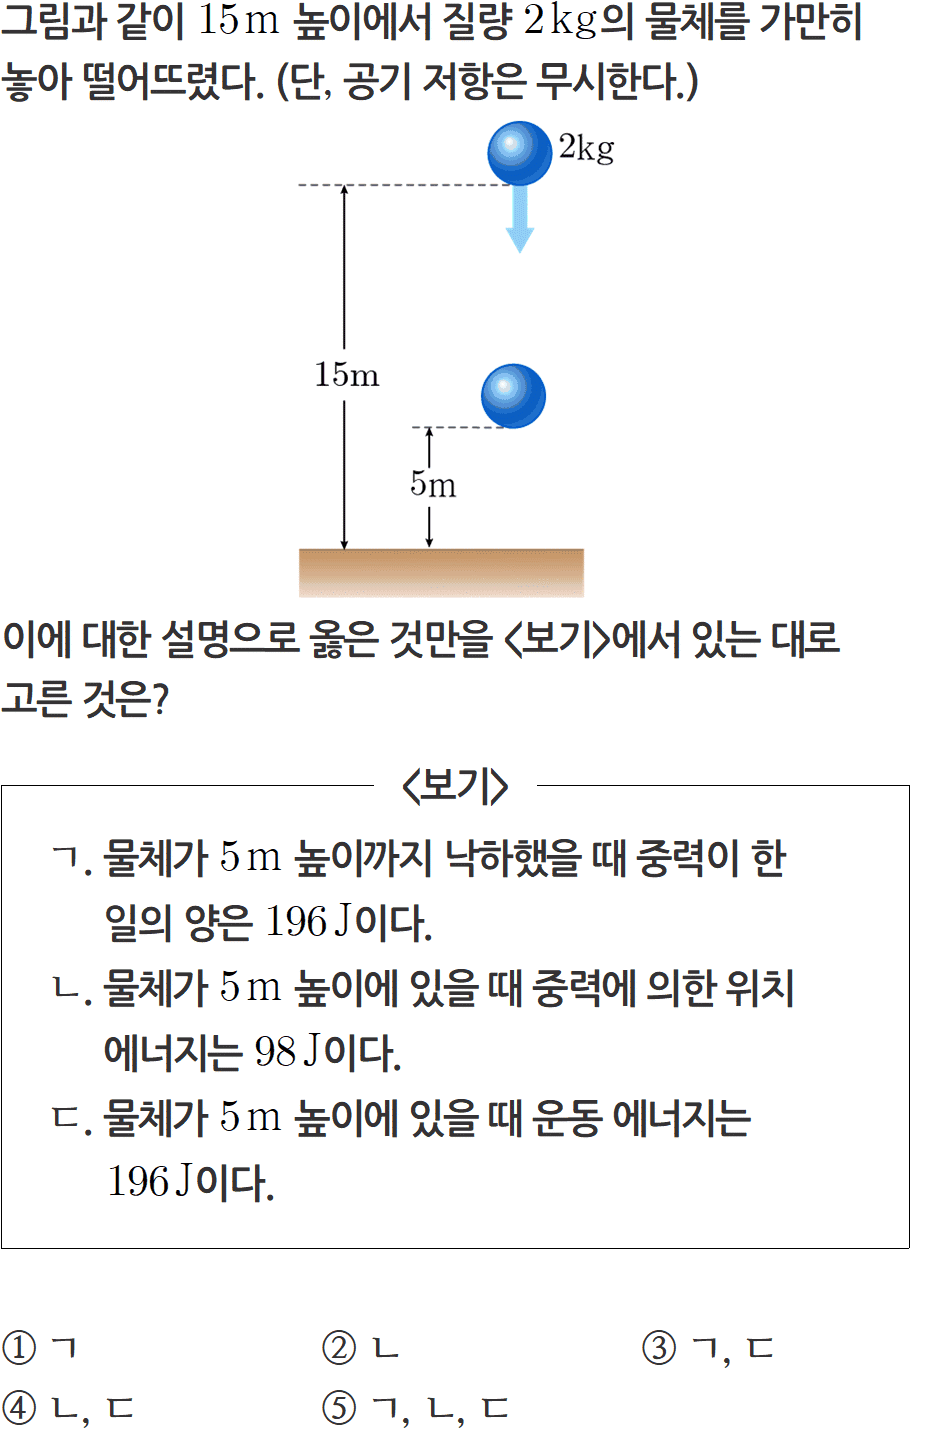 그림과 같이 15 m 높이에서 질량 2 kg의 물체를 가만히
놓아 떨어뜨렸다. (단, 공기 저항은 무시한다.)
2kg
15m
5m
이에 대한 설명으로 옳은 것만을 <보기>에서 있는 대로
고른 것은?
<보기>
ㄱ. 물체가 5 m 높이까지 낙하했을 때 중력이 한
일의 양은 196 J이다.
ㄴ. 물체가 5 m 높이에 있을 때 중력에 의한 위치
에너지는 98 J이다.
ㄷ. 물체가 5 m 높이에 있을 때 운동 에너지는
196 J이다.
① ㄱ ② ㄴ ③ ㄱ, ㄷ
④ ㄴ, ㄷ ⑤ ㄱ, ㄴ, ㄷ